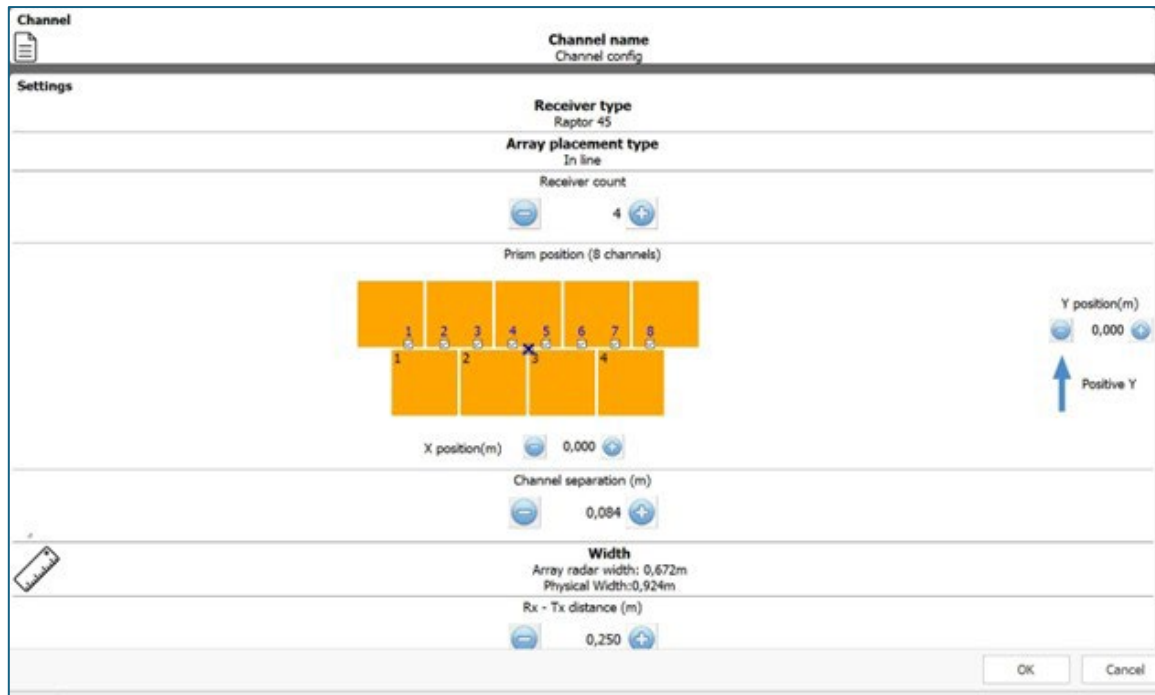 Channel
Channel name
Channel config
Settings
Receiver type
Raptor 45
Array placement type
In line
Receiver count
4
Prism position (8 channels)
1 2 3 4 5 6 7 8
1 2 3 4
Y position(m)
0,000
Positive Y
X position(m) 0,000
Channel separation (m)
0,084
Width
Array radar width: 0,672m
Physical Width:0,924m
Rx - Tx distance (m)
0,250
OK Cancel